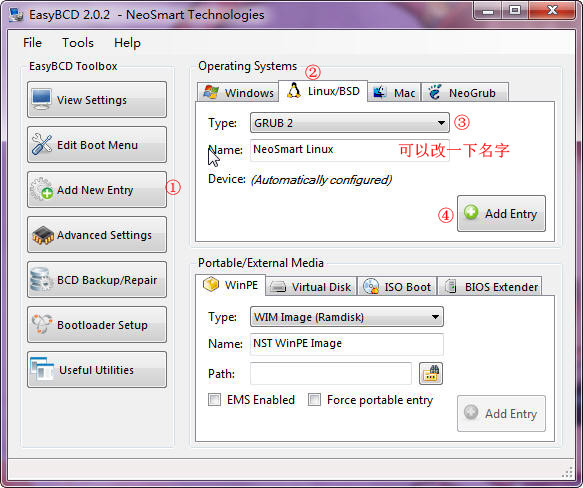 EasyBCD 2.0.2 - NeoSmart Technologies
File Tools Help
EasyBCD Toolbox
View Settings
Edit Boot Menu
Add New Entry ①
Advanced Settings
BCD Backup/Repair
Bootloader Setup
Useful Utilities
Operating Systems
②
Windows Linux/BSD Mac NeoGrub
Type: GRUB 2 ③
Name: NeoSmart Linux 可以改一下名字
Device: (Automatically configured)
④ Add Entry
Portable/External Media
WinPE Virtual Disk ISO Boot BIOS Extender
Type: WIM Image (Ramdisk)
Name: NST WinPE Image
Path:
EMS Enabled Force portable entry
Add Entry